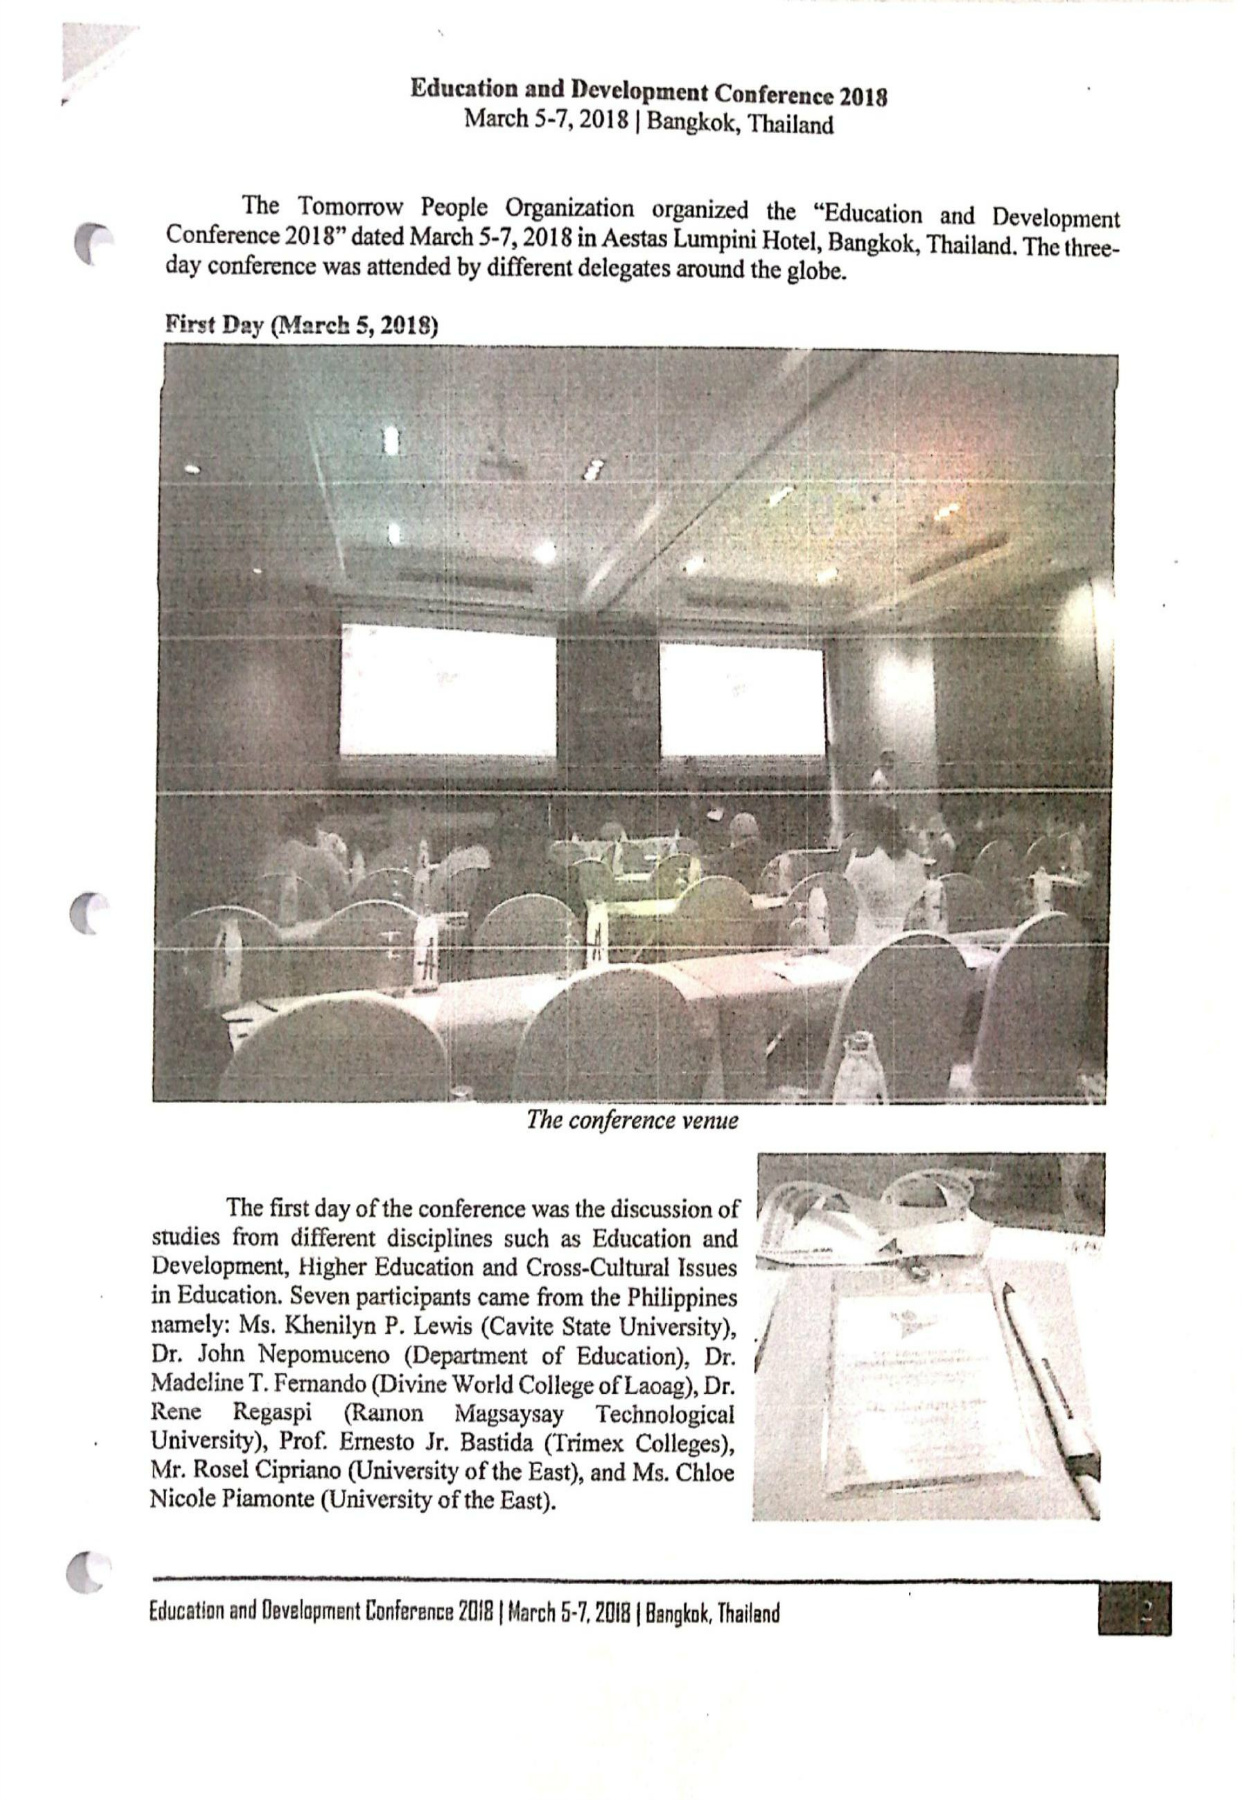 Education and Development Conference 2018
March 5-7, 2018 | Bangkok, Thailand
The Tomorrow People Organization organized the “Education and Development
Conference 2018” dated March 5-7, 2018 in Aestas Lumpini Hotel, Bangkok, Thailand. The three-
day conference was attended by different delegates around the globe.
First Day (March 5, 2018)
The conference venue
The first day of the conference was the discussion of
studies from different disciplines such as Education and
Development, Higher Education and Cross-Cultural Issues
in Education. Seven participants came from the Philippines
namely: Ms. Khenilyn P. Lewis (Cavite State University),
Dr. John Nepomuceno (Department of Education), Dr.
Madeline T. Fernando (Divine World College of Laoag), Dr.
Rene Regaspi (Ramon Magsaysay Technological
University), Prof. Ernesto Jr. Bastida (Trimex Colleges),
Mr. Rosel Cipriano (University of the East), and Ms. Chloe
Nicole Piamonte (University of the East).
Education and Development Conference 2018 | March 5-7, 2018 | Bangkok, Thailand